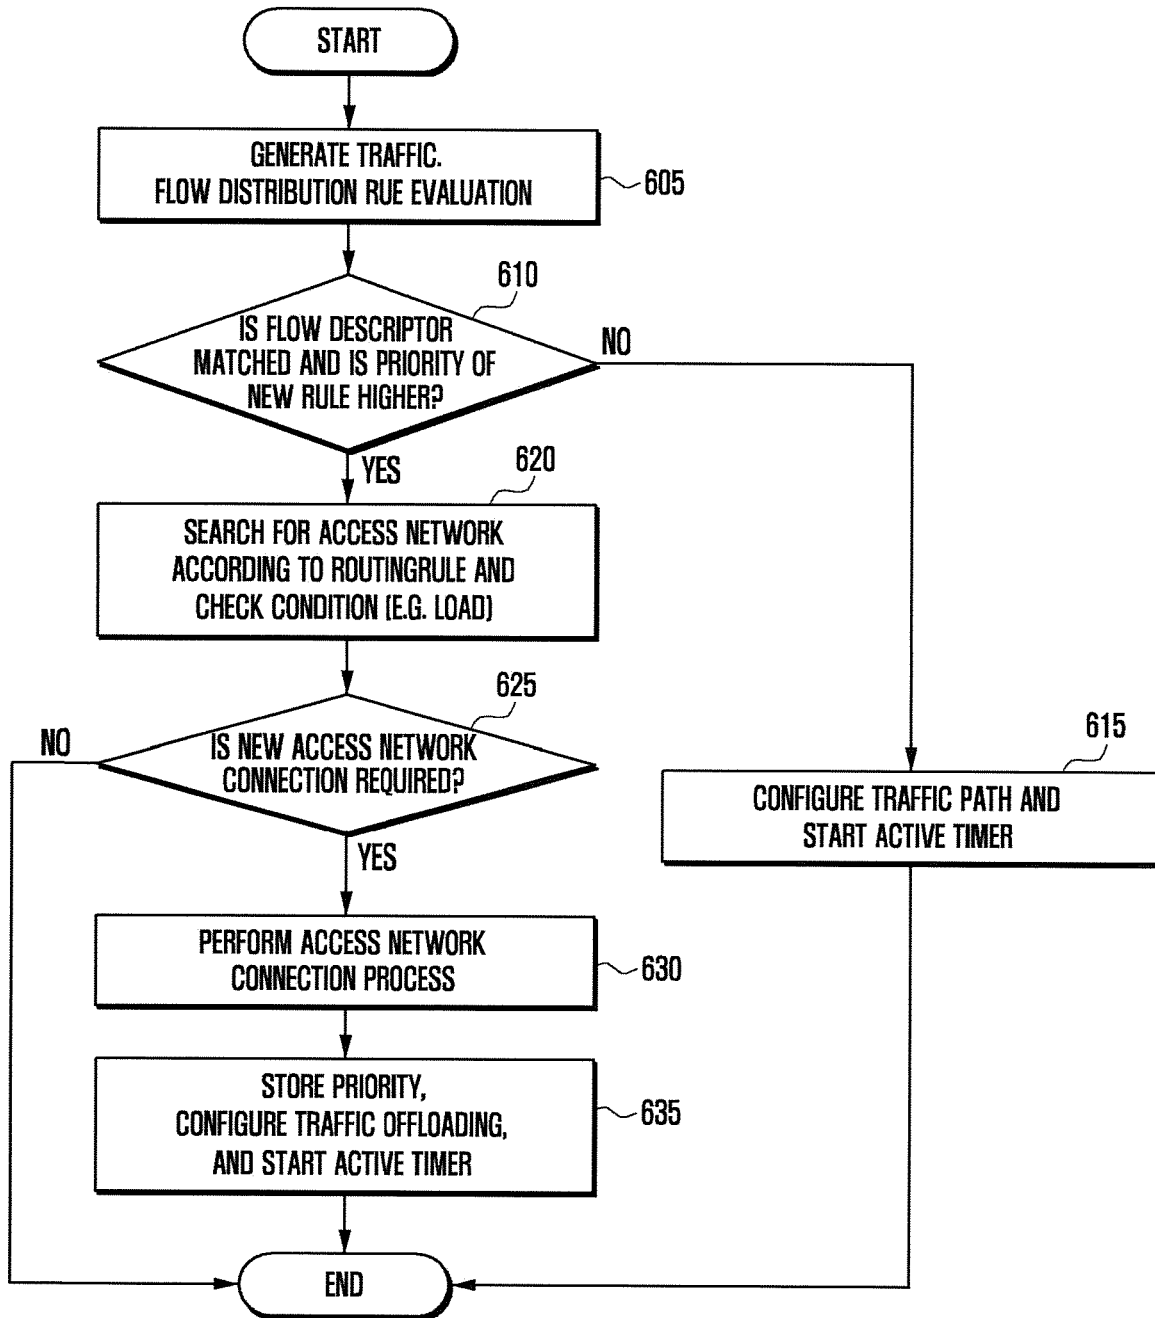 START
GENERATE TRAFFIC.
FLOW DISTRIBUTION RUE EVALUATION
605
610
IS FLOW DESCRIPTOR
MATCHED AND IS PRIORITY OF
NEW RULE HIGHER?
NO
YES
620
SEARCH FOR ACCESS NETWORK
ACCORDING TO ROUTINGRULE AND
CHECK CONDITION (E.G. LOAD)
625
NO
IS NEW ACCESS NETWORK
CONNECTION REQUIRED?
YES
615
CONFIGURE TRAFFIC PATH AND
START ACTIVE TIMER
PERFORM ACCESS NETWORK
CONNECTION PROCESS
630
STORE PRIORITY,
CONFIGURE TRAFFIC OFFLOADING,
AND START ACTIVE TIMER
635
END